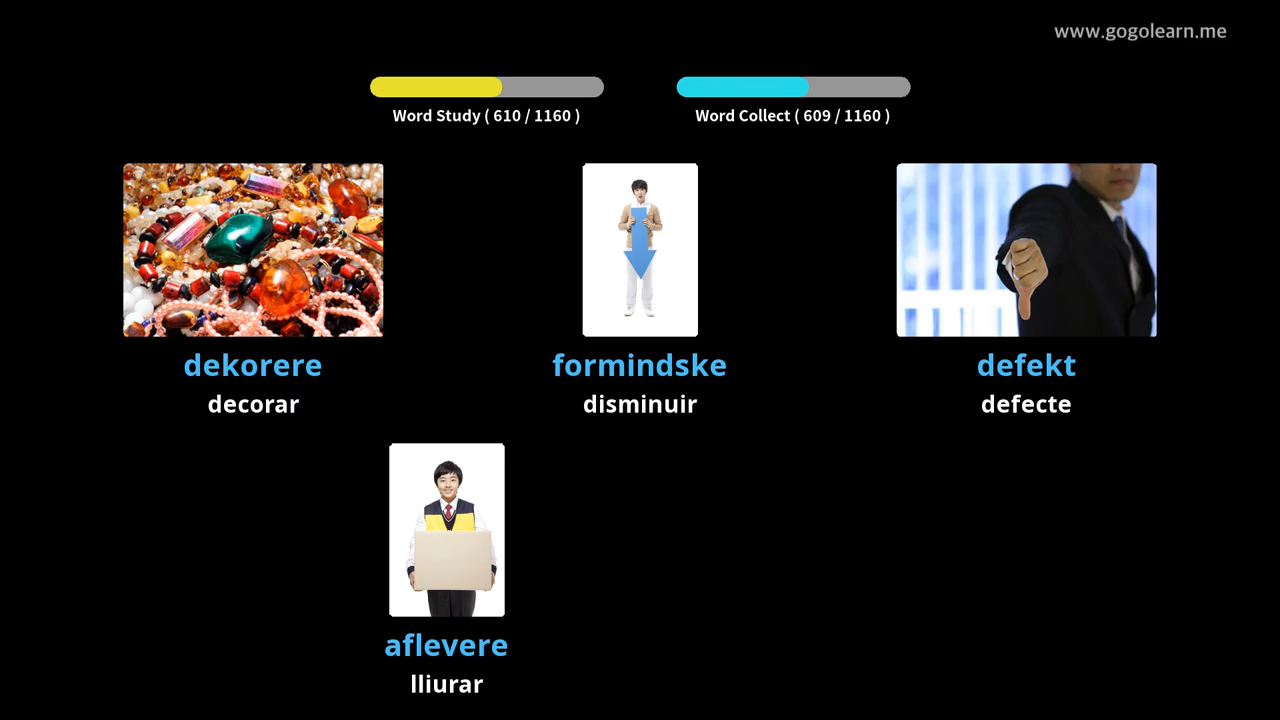 www.gogolearn.me
Word Study ( 610 / 1160 )
Word Collect ( 609 / 1160 )
dekorere
decorar
formindske
disminuir
defekt
defecte
aflevere
lliurar